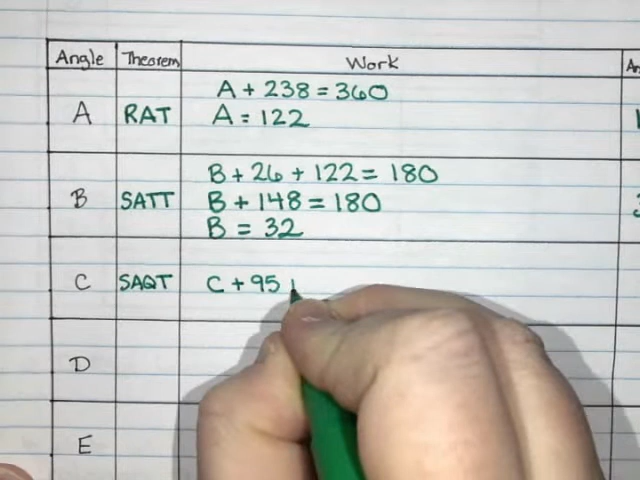 Angle Theorem Work
A RAT A + 238 = 360
A = 122
B SATT B + 26 + 122 = 180
B + 148 = 180
B = 32
C SAQT C + 95
D
E